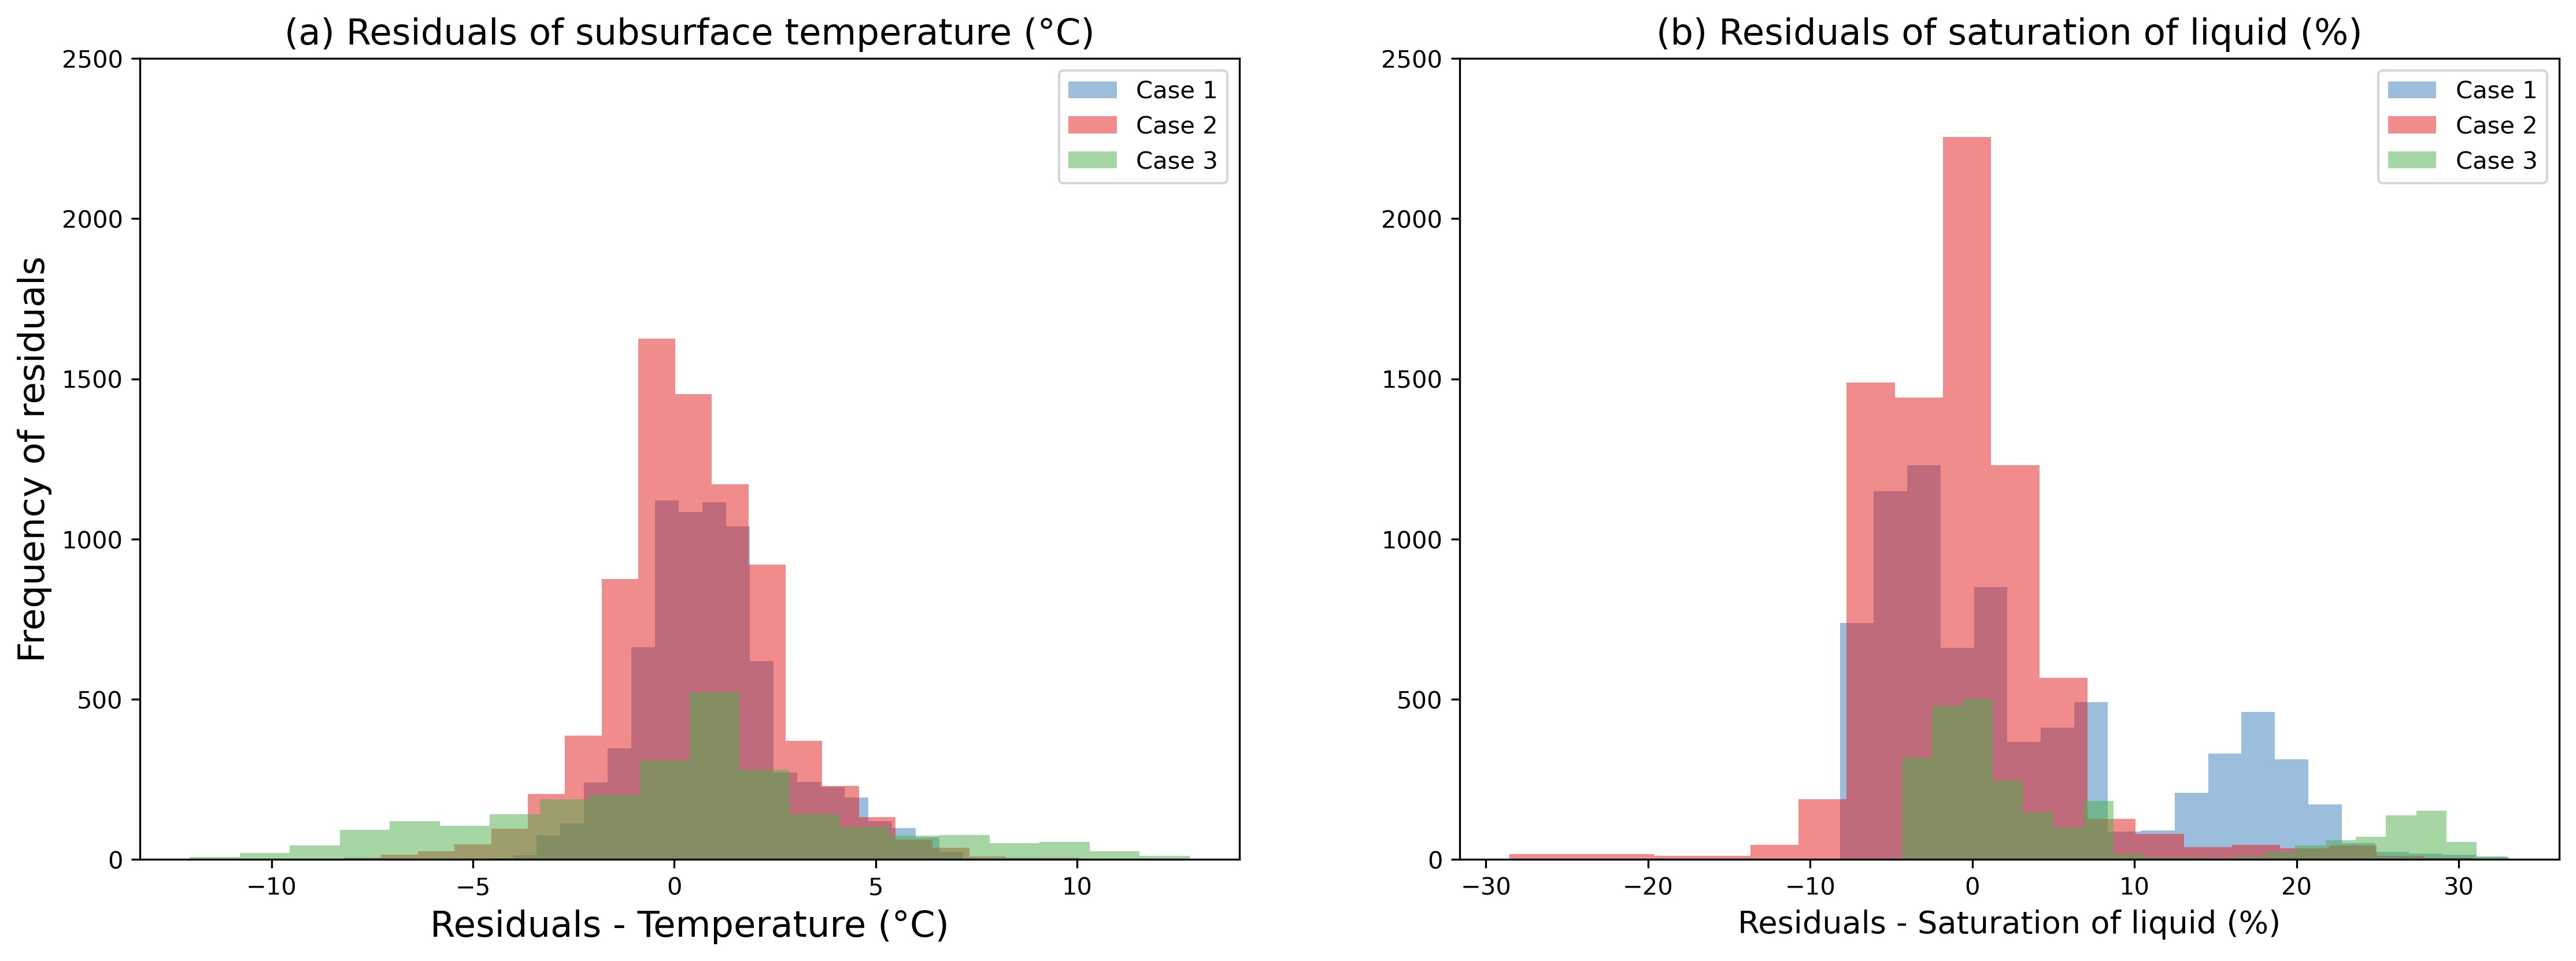 (a) Residuals of subsurface temperature (°C)
Frequency of residuals
2500
2000
1500
1000
500
0
Case 1
Case 2
Case 3
−10 −5 0 5 10
Residuals - Temperature (°C)
(b) Residuals of saturation of liquid (%)
2500
2000
1500
1000
500
0
Case 1
Case 2
Case 3
−30 −20 −10 0 10 20 30
Residuals - Saturation of liquid (%)